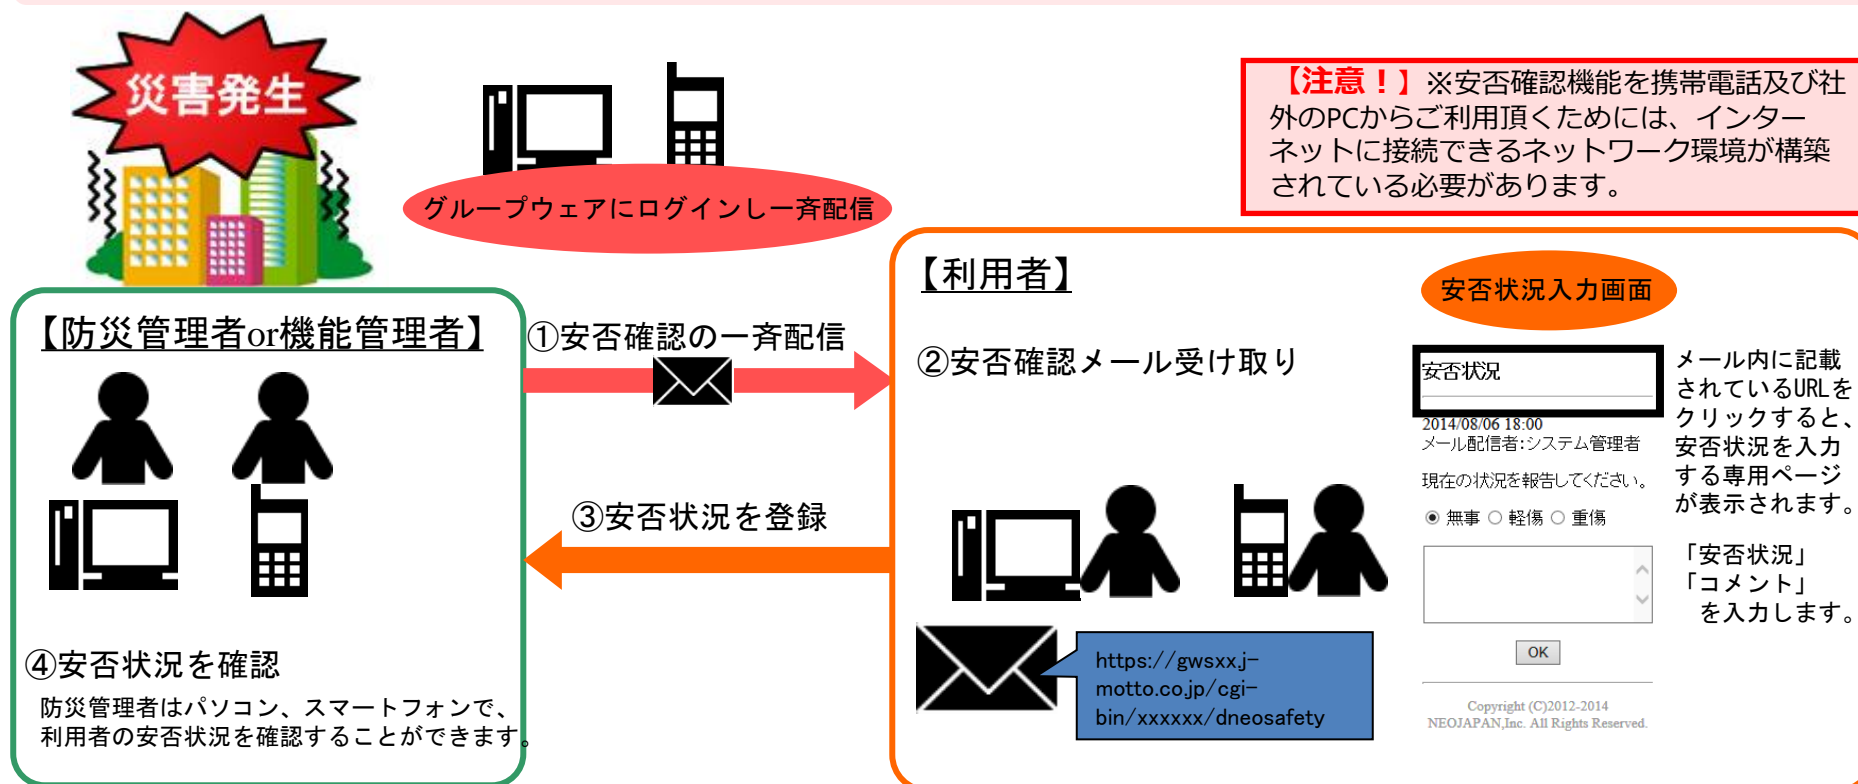 災害発生
グループウェアにログインし一斉配信
【注意！】※安否確認機能を携帯電話及び社
外のPCからご利用頂くためには、インター
ネットに接続できるネットワーク環境が構築
されている必要があります。
【防災管理者or機能管理者】
①安否確認の一斉配信
③安否状況を登録
④安否状況を確認
防災管理者はパソコン、スマートフォンで、
利用者の安否状況を確認することができます。
【利用者】
②安否確認メール受け取り
https://gwsxx.j-
motto.co.jp/cgi-
bin/xxxxxx/dneosafety
安否状況入力画面
安否状況
2014/08/06 18:00
メール配信者:システム管理者
現在の状況を報告してください。
無事 軽傷 重傷
OK
Copyright (C)2012-2014
NEOJAPAN,Inc. All Rights Reserved.
メール内に記載
されているURLを
クリックすると、
安否状況を入力
する専用ページ
が表示されます。
「安否状況」
「コメント」
を入力します。